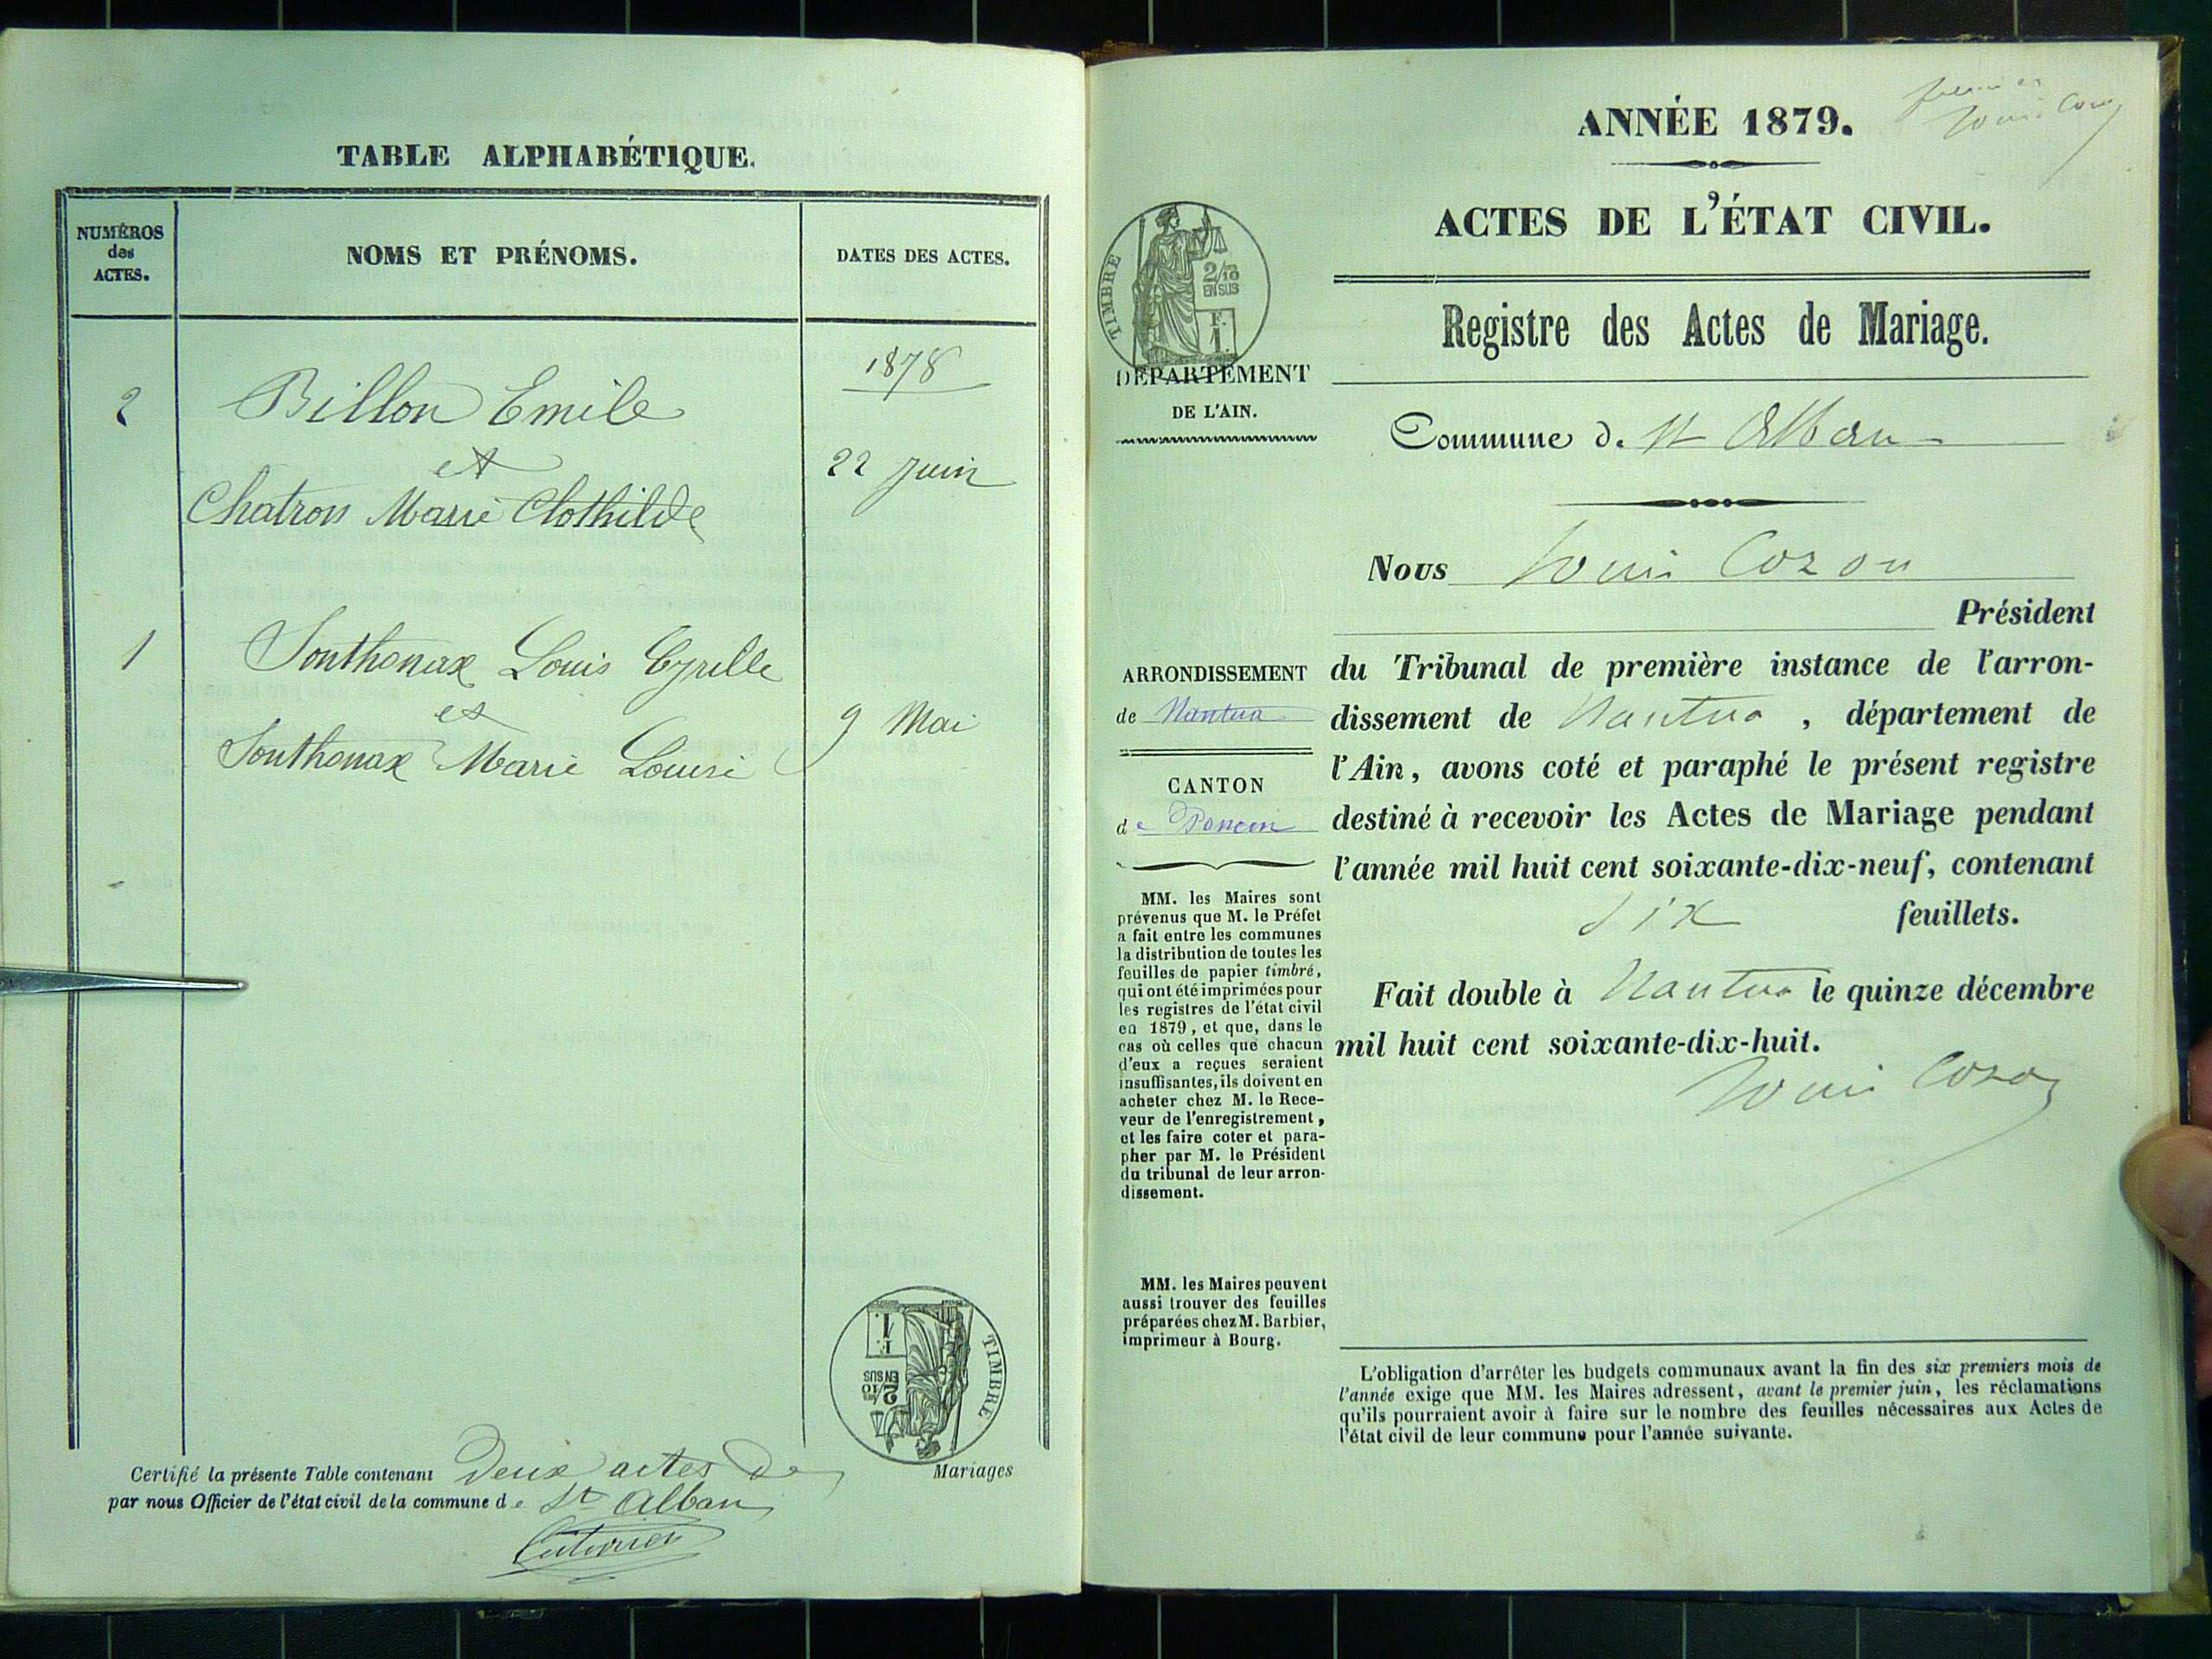 TABLE ALPHABÉTIQUE.
NUMÉROS
des
ACTES.
NOMS ET PRÉNOMS.
DATES DES ACTES.
1878
2
Billon Emile
et
22 Juin
Chatron Marie Clothilde
1
Sonthonax Louis Cyrille
et
9 Mai
Sonthonax Marie Louise
TIMBRE
2/10
EN SUS
F.
1.
Certifié la présente Table contenant Deux actes de Mariages
par nous Officier de l'état civil de la commune de St Alban
premier
Louis Cozon
ANNÉE 1879.
ACTES DE L'ÉTAT CIVIL.
TIMBRE
2/10
EN SUS
F.
1.
Registre des Actes de Mariage.
DÉPARTEMENT
DE L'AIN.
Commune de St Alban
Nous Louis Cozon
Président
ARRONDISSEMENT
de Nantua
CANTON
de Poncin
du Tribunal de première instance de l'arron-
dissement de Nantua, département de
l'Ain, avons coté et paraphé le présent registre
destiné à recevoir les Actes de Mariage pendant
l'année mil huit cent soixante-dix-neuf, contenant
six feuillets.
Fait double à Nantua le quinze décembre
mil huit cent soixante-dix-huit.
Louis Cozon
MM. les Maires sont
prévenus que M. le Préfet
a fait entre les communes
la distribution de toutes les
feuilles de papier timbré,
qui ont été imprimées pour
les registres de l'état civil
en 1879, et que, dans le
cas où celles que chacun
d'eux a reçues seraient
insuffisantes, ils doivent en
acheter chez M. le Rece-
veur de l'enregistrement,
et les faire coter et para-
pher par M. le Président
du tribunal de leur arron-
dissement.
MM. les Maires peuvent
aussi trouver des feuilles
préparées chez M. Barbier,
imprimeur à Bourg.
L'obligation d'arrêter les budgets communaux avant la fin des six premiers mois de
l'année exige que MM. les Maires adressent, avant le premier juin, les réclamations
qu'ils pourraient avoir à faire sur le nombre des feuilles nécessaires aux Actes de
l'état civil de leur commune pour l'année suivante.